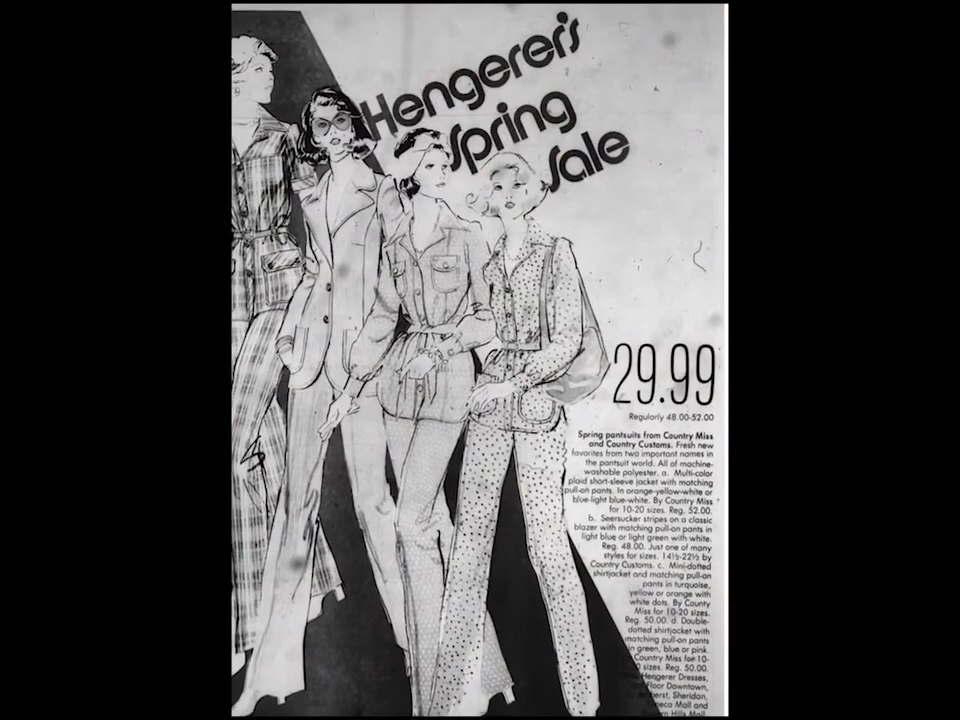 Hengerer's
Spring
Sale
29.99
Regularly 48.00-52.00
Spring pantsuits from Country Miss
and Country Customs. Fresh new
favorites from two important names in
the pantsuit world. All of machine-
washable polyester. a. Multi-color
plaid short-sleeve jacket with matching
pull-on pants. In orange-yellow-white or
blue-light blue-white. By Country Miss
for 10-20 sizes. Reg. 52.00.
b. Seersucker stripes on a classic
blazer with matching pull-on pants in
light blue or light green with white.
Reg. 48.00. Just one of many
styles for sizes. 14½-22½ by
Country Customs. c. Mini-dotted
shirtjacket and matching pull-on
pants in turquoise,
yellow or orange with
white dots. By County
Miss for 10-20 sizes.
Reg. 50.00. d. Double-
dotted shirtjacket with
matching pull-on pants
in green, blue or pink.
Country Miss for 10-
sizes. Reg. 50.00.
Hengerer Dresses,
Floor Downtown,
Sheridan,
Mall and
Hills Mall